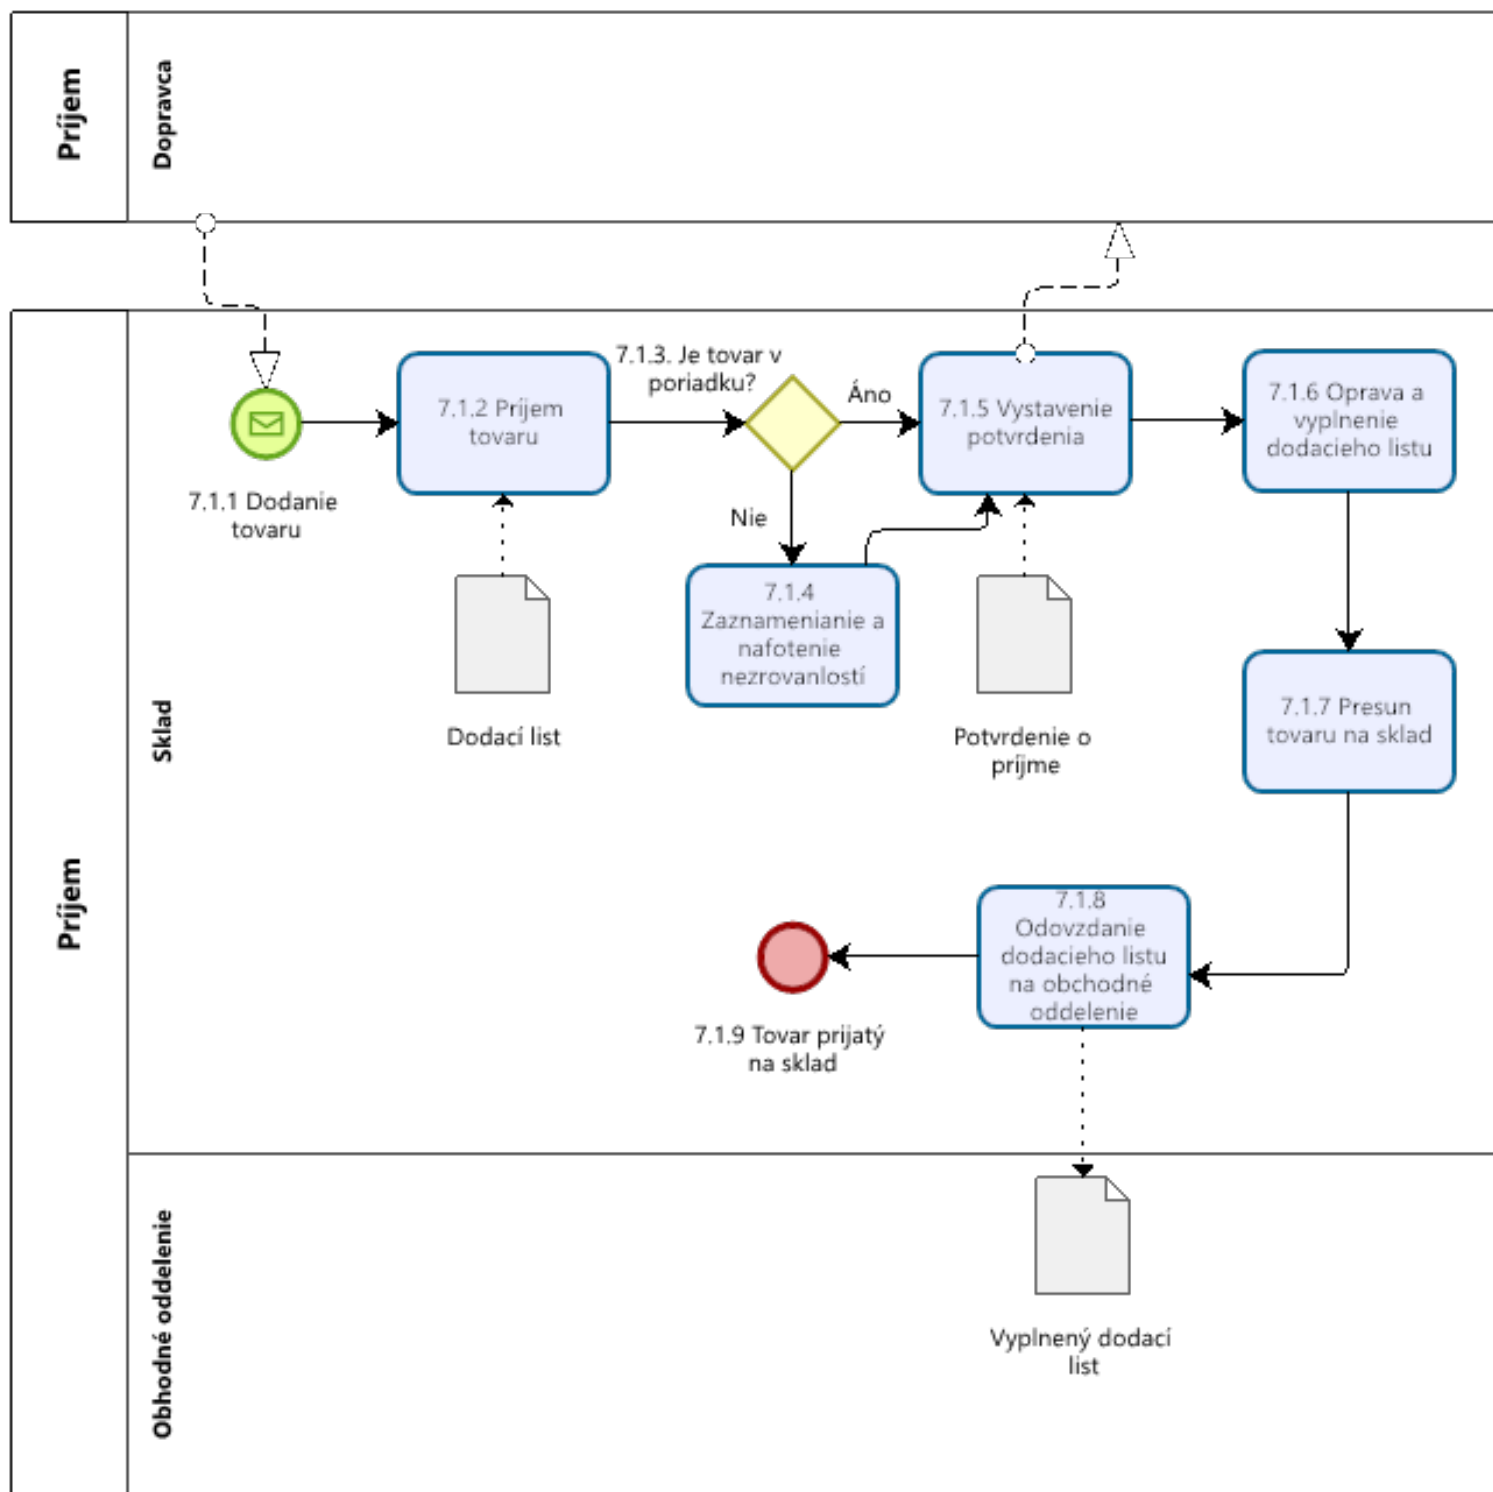 Príjem
Dopravca
Príjem
Sklad
7.1.1 Dodanie
tovaru
7.1.2 Príjem
tovaru
Dodací list
7.1.3. Je tovar v
poriadku?
Áno
Nie
7.1.4
Zaznamenianie a
nafotenie
nezrovanlostí
7.1.5 Vystavenie
potvrdenia
Potvrdenie o
príjme
7.1.6 Oprava a
vyplnenie
dodacieho listu
7.1.7 Presun
tovaru na sklad
7.1.8
Odovzdanie
dodacieho listu
na obchodné
oddelenie
7.1.9 Tovar prijatý
na sklad
Obhodné oddelenie
Vyplnený dodací
list